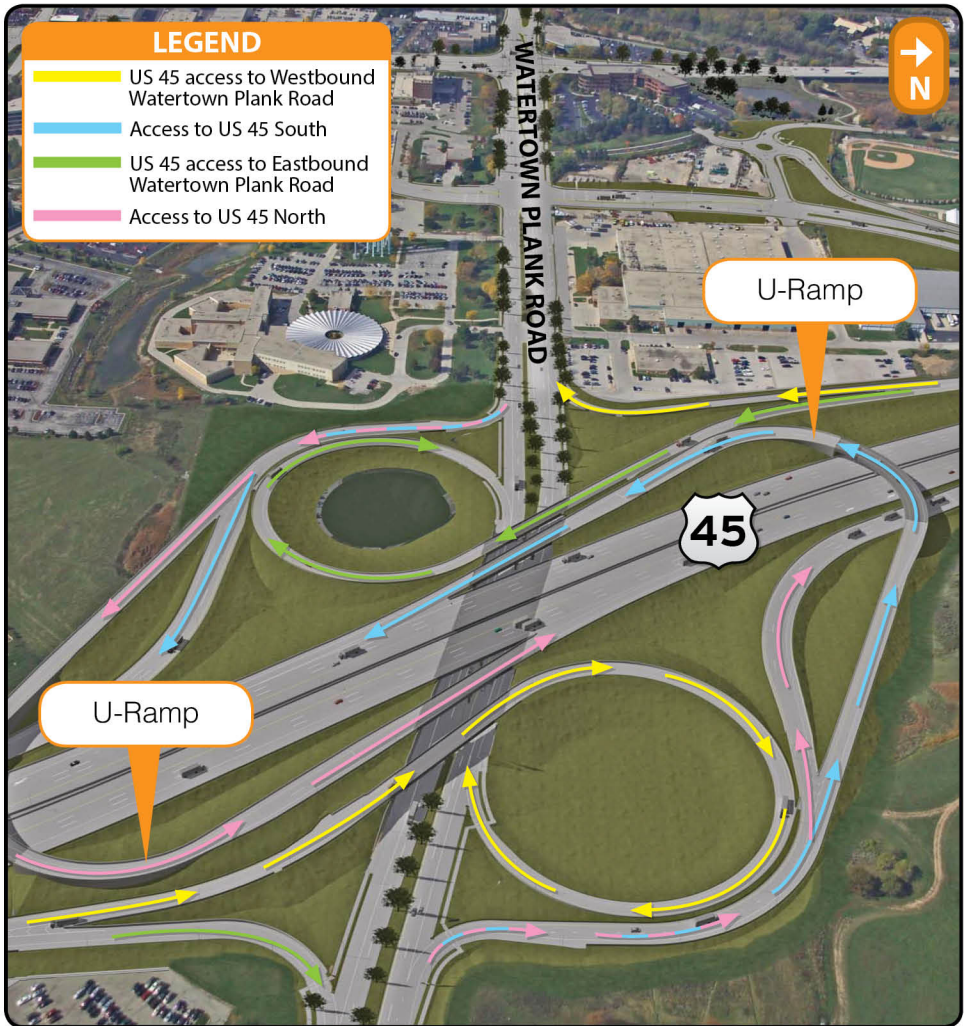 LEGEND
US 45 access to Westbound
Watertown Plank Road
Access to US 45 South
US 45 access to Eastbound
Watertown Plank Road
Access to US 45 North
N
WATERTOWN PLANK ROAD
U-Ramp
45
U-Ramp